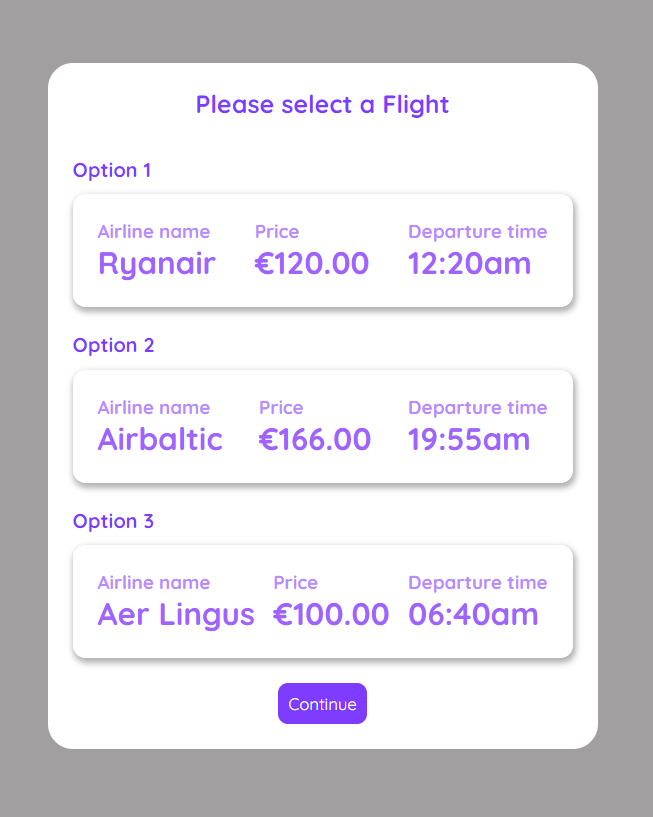 Please select a Flight
Option 1
Airline name Price Departure time
Ryanair €120.00 12:20am
Option 2
Airline name Price Departure time
Airbaltic €166.00 19:55am
Option 3
Airline name Price Departure time
Aer Lingus €100.00 06:40am
Continue